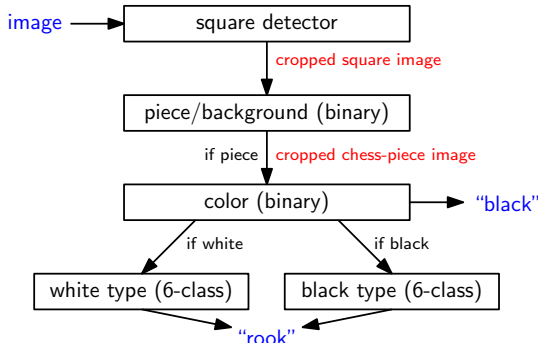 image
square detector
cropped square image
piece/background (binary)
if piece
cropped chess-piece image
color (binary)
“black”
if white
if black
white type (6-class)
black type (6-class)
“rook”